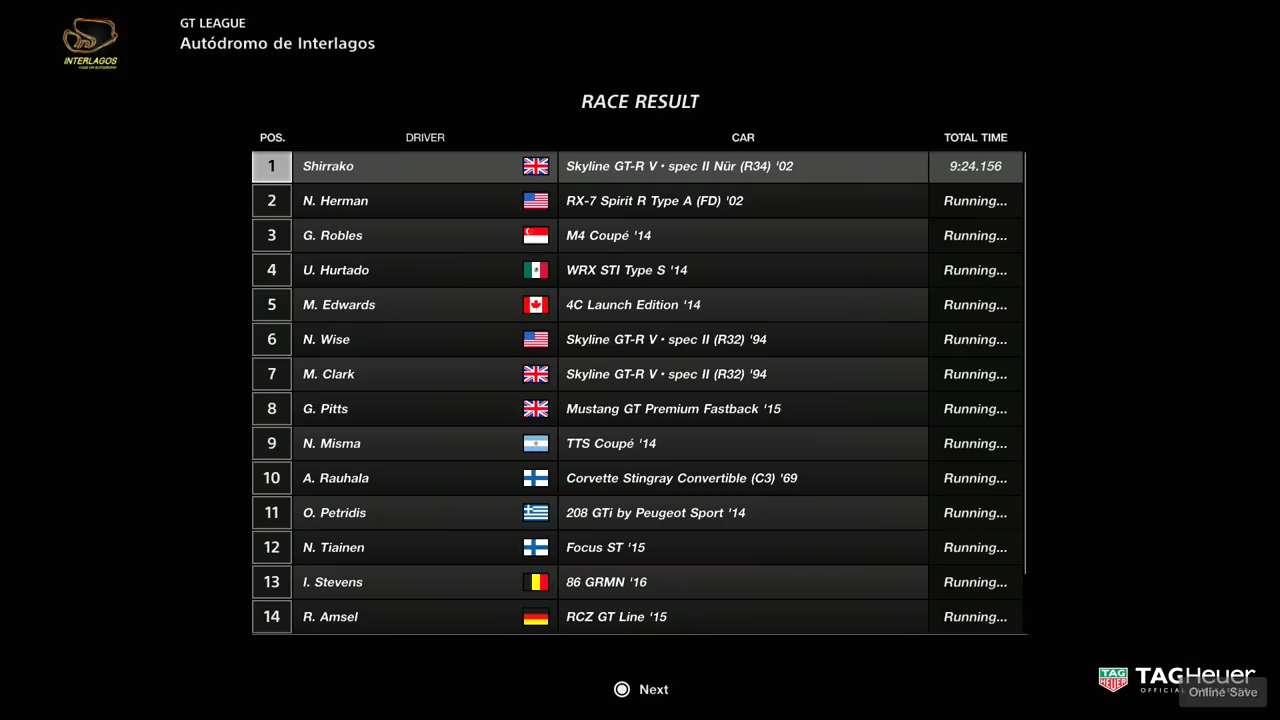 GT LEAGUE
Autódromo de Interlagos
INTERLAGOS
RACE RESULT
POS. DRIVER CAR TOTAL TIME
1 Shirrako Skyline GT-R V • spec II Nür (R34) '02 9:24.156
2 N. Herman RX-7 Spirit R Type A (FD) '02 Running...
3 G. Robles M4 Coupé '14 Running...
4 U. Hurtado WRX STI Type S '14 Running...
5 M. Edwards 4C Launch Edition '14 Running...
6 N. Wise Skyline GT-R V • spec II (R32) '94 Running...
7 M. Clark Skyline GT-R V • spec II (R32) '94 Running...
8 G. Pitts Mustang GT Premium Fastback '15 Running...
9 N. Misma TTS Coupé '14 Running...
10 A. Rauhala Corvette Stingray Convertible (C3) '69 Running...
11 O. Petridis 208 GTi by Peugeot Sport '14 Running...
12 N. Tiainen Focus ST '15 Running...
13 I. Stevens 86 GRMN '16 Running...
14 R. Amsel RCZ GT Line '15 Running...
TAG HEUER
TAGHeuer
OFFICIAL
Online Save
Next